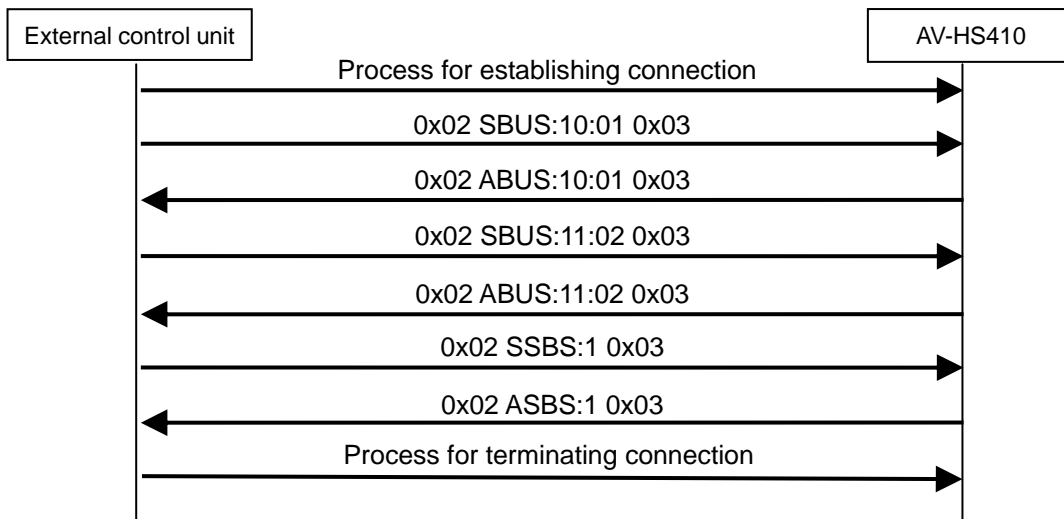 External control unit
AV-HS410
Process for establishing connection
0x02 SBUS:10:01 0x03
0x02 ABUS:10:01 0x03
0x02 SBUS:11:02 0x03
0x02 ABUS:11:02 0x03
0x02 SSBS:1 0x03
0x02 ASBS:1 0x03
Process for terminating connection